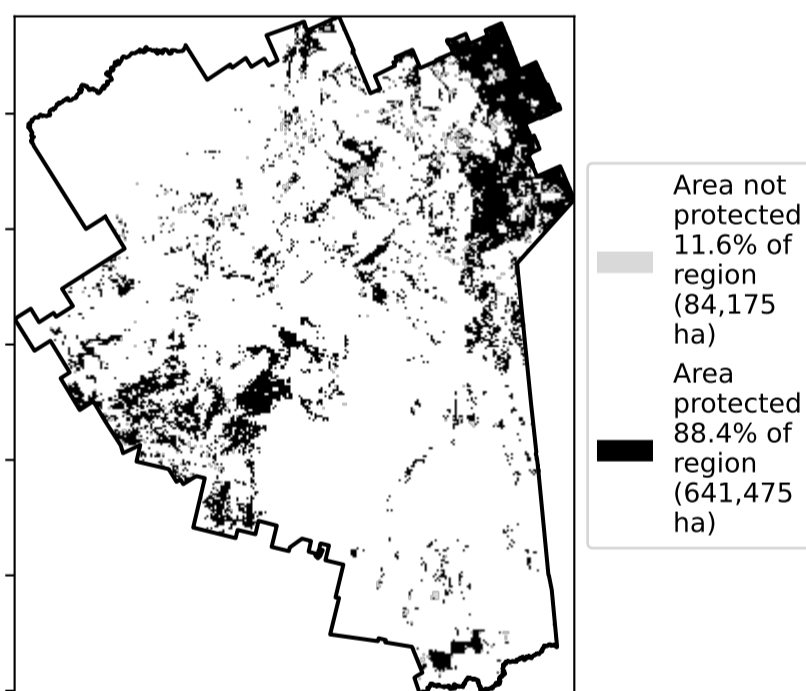 Area not
protected
11.6% of
region
(84,175
ha)
Area
protected
88.4% of
region
(641,475
ha)